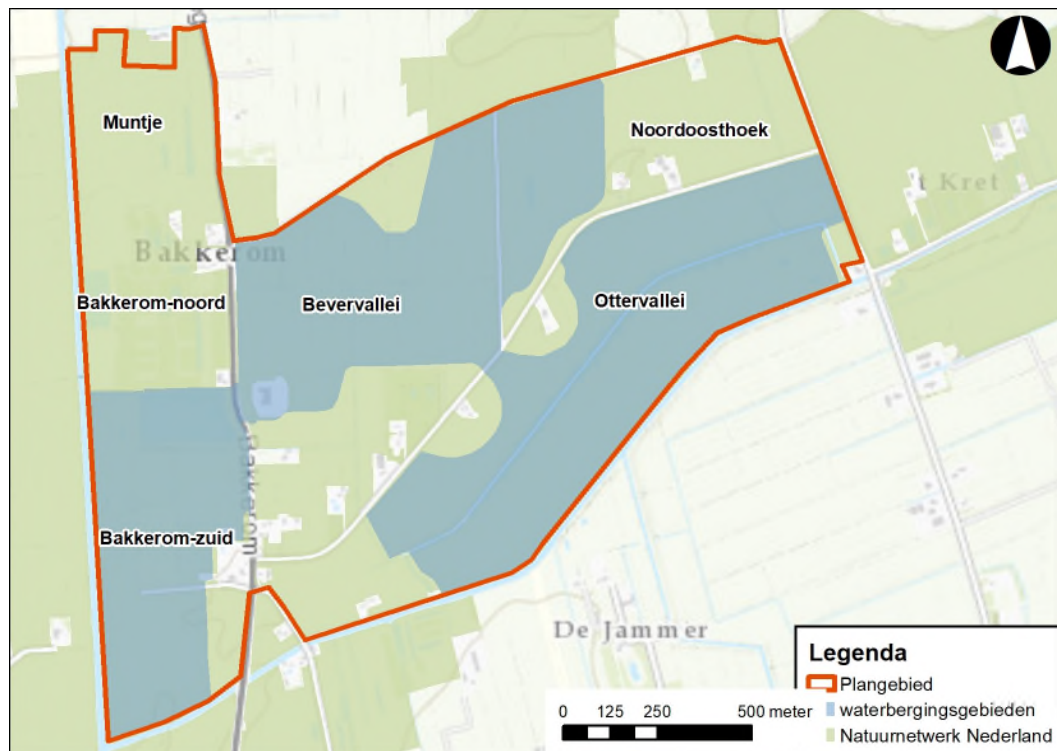 Muntje
Noordoosthoek
't Kret
Bakkerom
Bakkerom-noord
Bevervallei
Ottervallei
Bakkerom
Bakkerom-zuid
De Jammer
Legenda
Plangebied
waterbergingsgebieden
Natuurnetwerk Nederland
0 125 250 500 meter